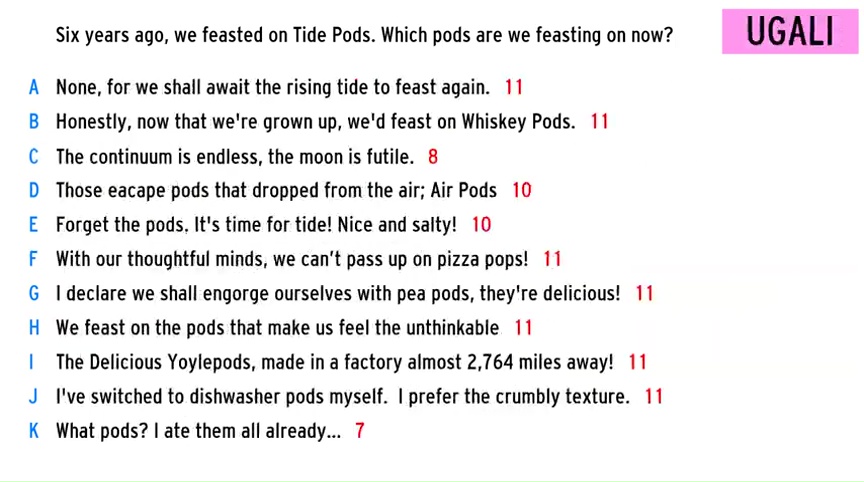 Six years ago, we feasted on Tide Pods. Which pods are we feasting on now?
UGALI
A None, for we shall await the rising tide to feast again. 11
B Honestly, now that we're grown up, we'd feast on Whiskey Pods. 11
C The continuum is endless, the moon is futile. 8
D Those eacape pods that dropped from the air; Air Pods 10
E Forget the pods. It's time for tide! Nice and salty! 10
F With our thoughtful minds, we can't pass up on pizza pops! 11
G I declare we shall engorge ourselves with pea pods, they're delicious! 11
H We feast on the pods that make us feel the unthinkable 11
I The Delicious Yoylepods, made in a factory almost 2,764 miles away! 11
J I've switched to dishwasher pods myself. I prefer the crumbly texture. 11
K What pods? I ate them all already... 7